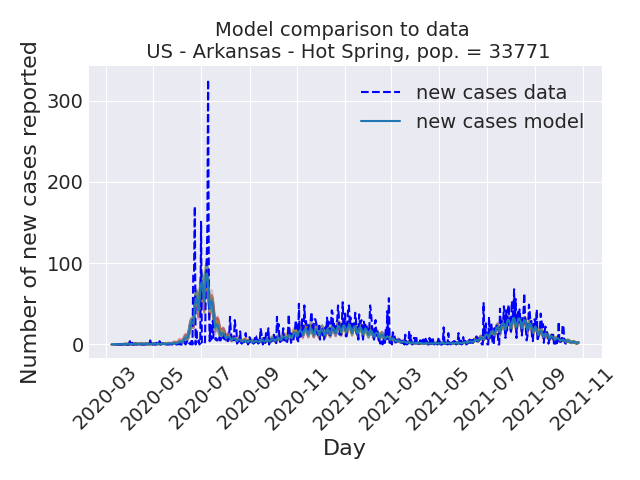 Model comparison to data
US - Arkansas - Hot Spring, pop. = 33771
Number of new cases reported
300
200
100
0
new cases data
new cases model
2020-03
2020-05
2020-07
2020-09
2020-11
2021-01
2021-03
2021-05
2021-07
2021-09
2021-11
Day